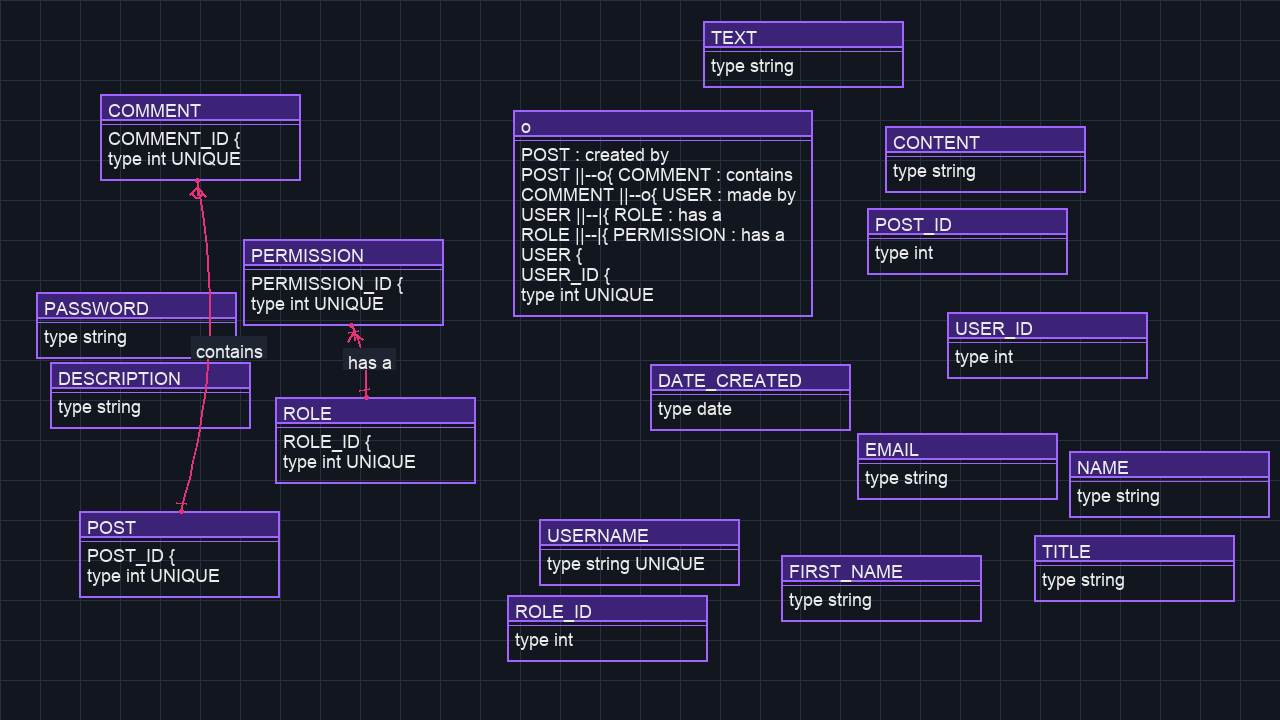 TEXT
type string
COMMENT
COMMENT_ID {
type int UNIQUE
o
POST : created by
POST ||--o{ COMMENT : contains
COMMENT ||--o{ USER : made by
USER ||--|{ ROLE : has a
ROLE ||--|{ PERMISSION : has a
USER {
USER_ID {
type int UNIQUE
CONTENT
type string
POST_ID
type int
PERMISSION
PERMISSION_ID {
type int UNIQUE
PASSWORD
type string
contains
has a
USER_ID
type int
DESCRIPTION
type string
DATE_CREATED
type date
ROLE
ROLE_ID {
type int UNIQUE
EMAIL
type string
NAME
type string
POST
POST_ID {
type int UNIQUE
USERNAME
type string UNIQUE
FIRST_NAME
type string
TITLE
type string
ROLE_ID
type int